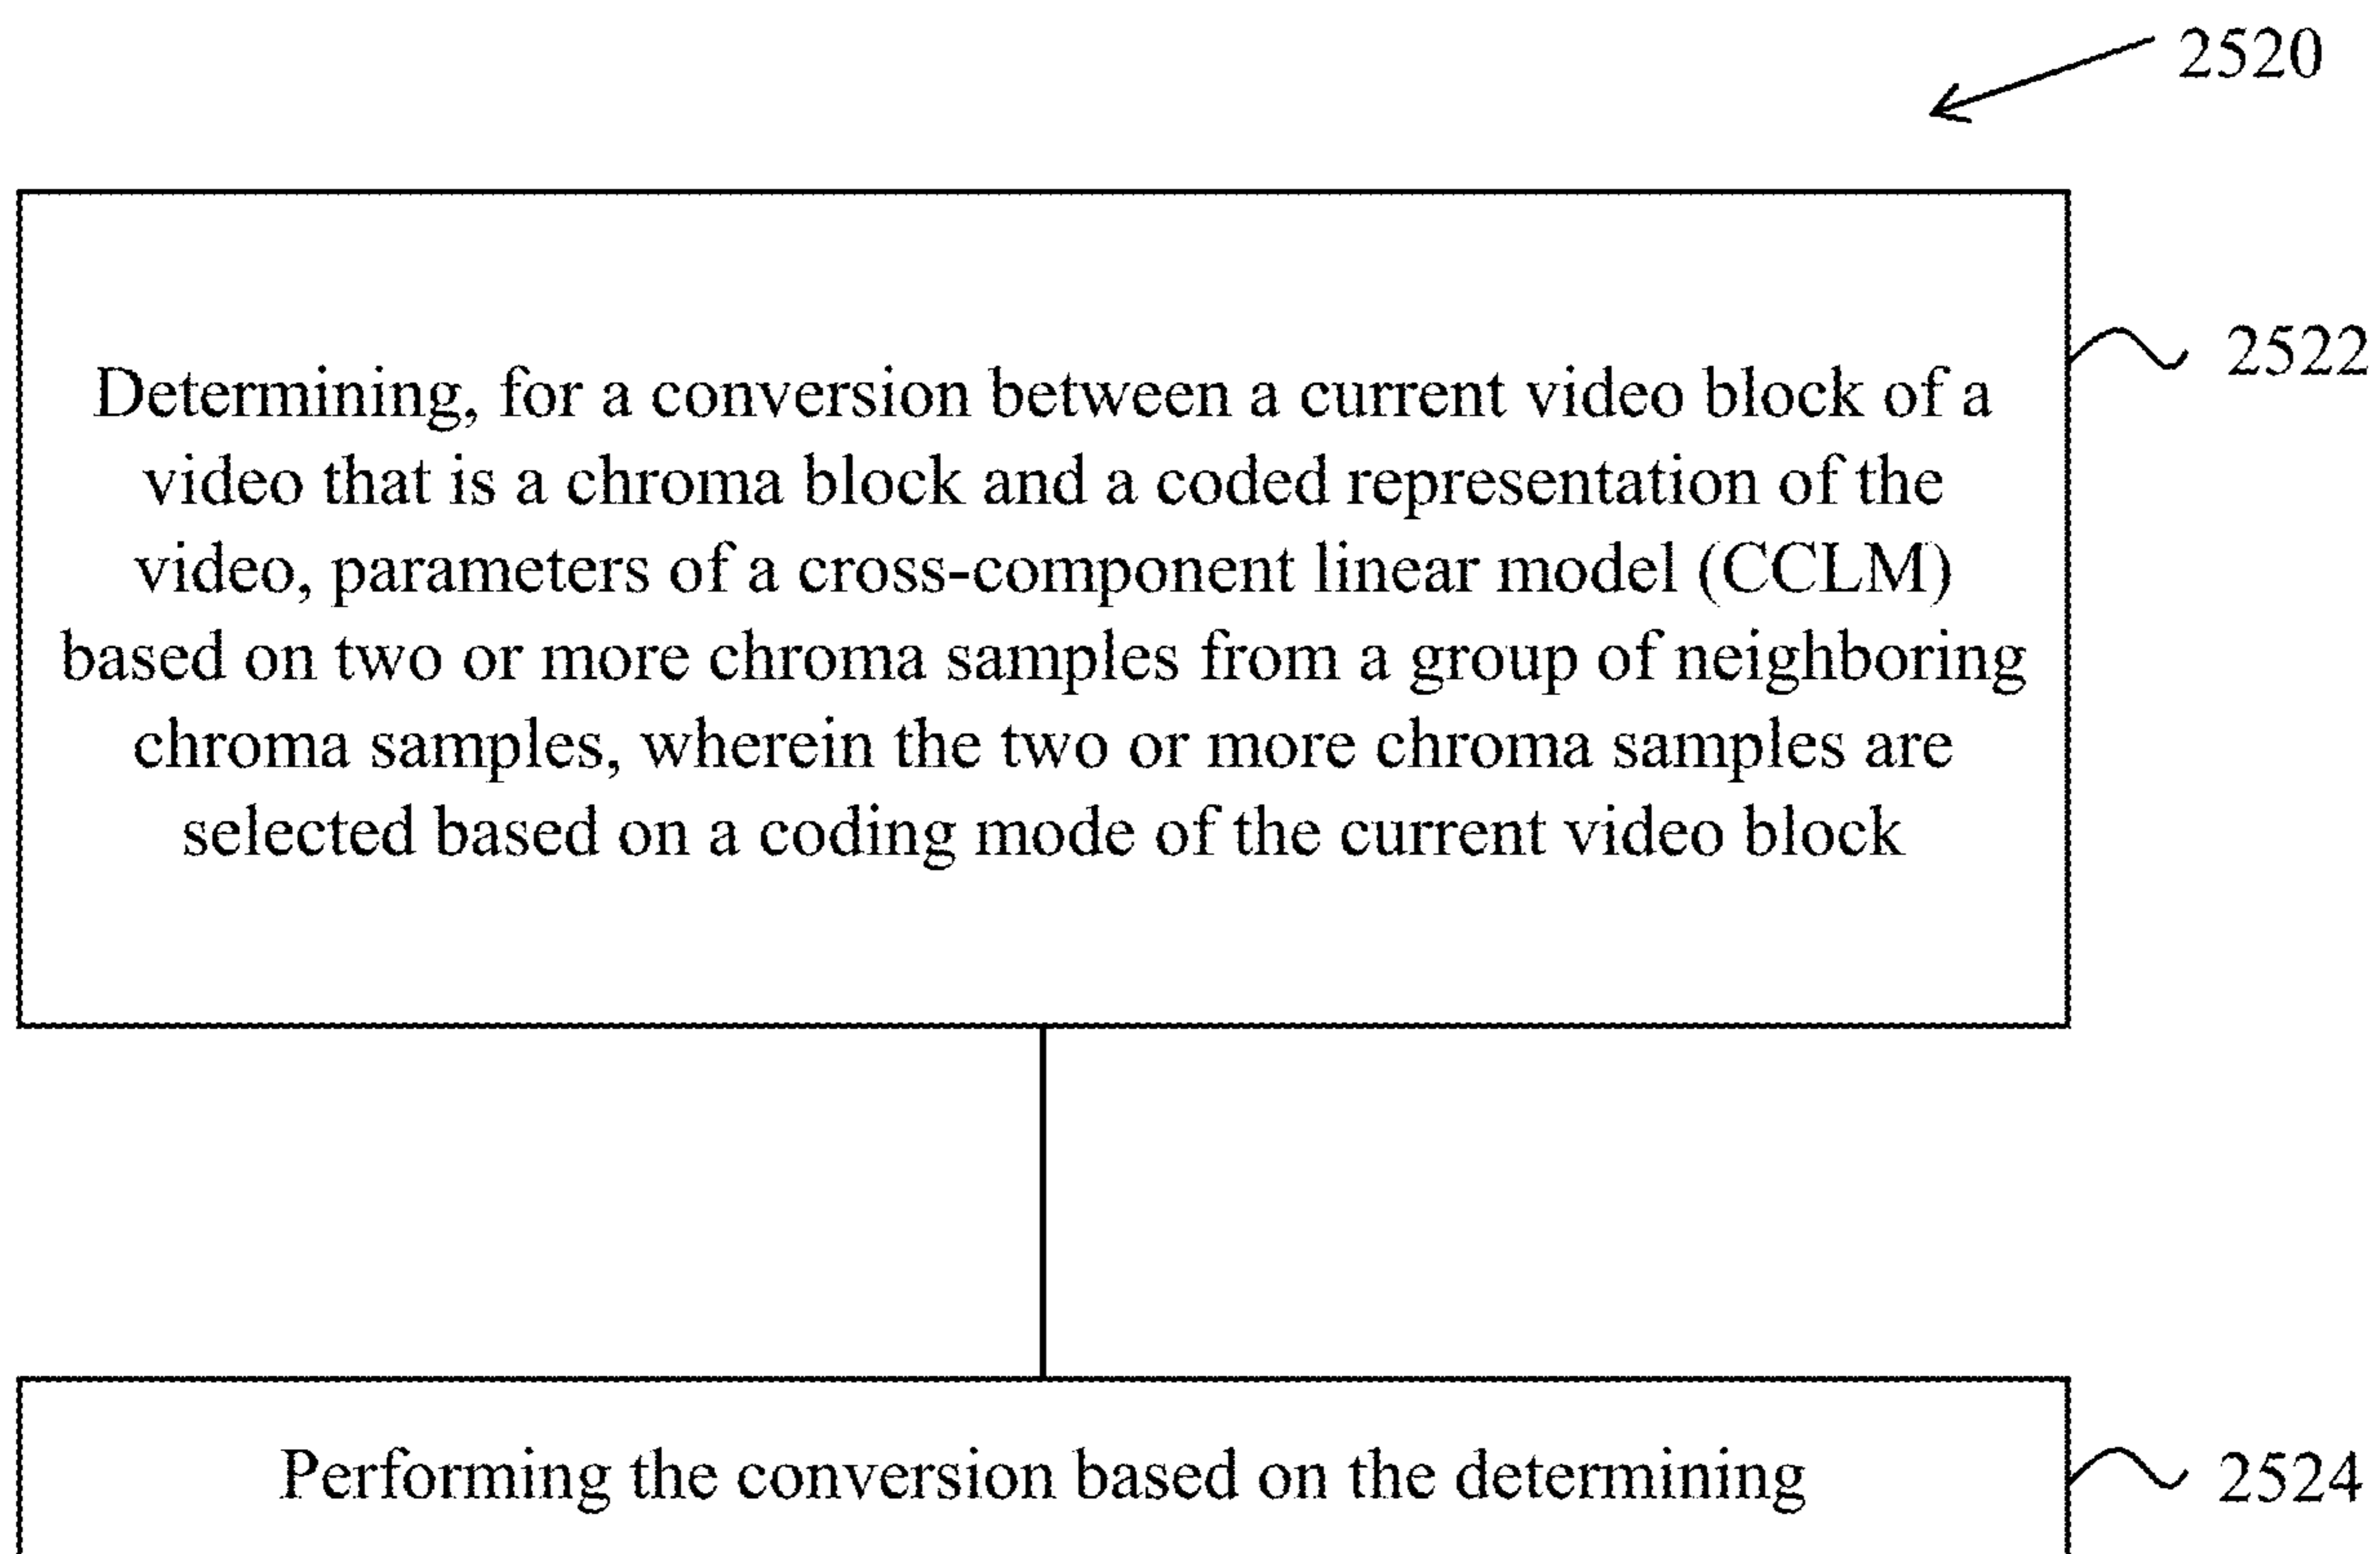 2520
Determining, for a conversion between a current video block of a
video that is a chroma block and a coded representation of the
video, parameters of a cross-component linear model (CCLM)
based on two or more chroma samples from a group of neighboring
chroma samples, wherein the two or more chroma samples are
selected based on a coding mode of the current video block
2522
Performing the conversion based on the determining
2524